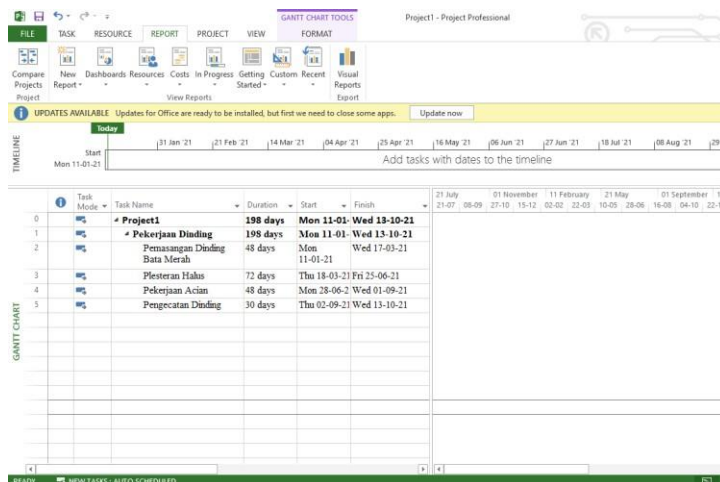 GANTT CHART TOOLS
Project1 - Project Professional
FILE TASK RESOURCE REPORT PROJECT VIEW FORMAT
Compare Projects
New Report
Dashboards
Resources
Costs
In Progress
Getting Started
Custom
Recent
Visual Reports
Project View Reports Export
UPDATES AVAILABLE Updates for Office are ready to be installed, but first we need to close some apps. Update now
TIMELINE
Today
31 Jan '21 21 Feb '21 14 Mar '21 04 Apr '21 25 Apr '21 16 May '21 06 Jun '21 27 Jun '21 18 Jul '21 08 Aug '21 29
Start
Mon 11-01-21
Add tasks with dates to the timeline
Task Mode Task Name Duration Start Finish
21 July 01 November 11 February 21 May 01 September
21-07 08-09 27-10 15-12 02-02 22-03 10-05 28-06 16-08 04-10 22-1
0 Project1 198 days Mon 11-01- Wed 13-10-21
1 Pekerjaan Dinding 198 days Mon 11-01- Wed 13-10-21
2 Pemasangan Dinding Bata Merah 48 days Mon 11-01-21 Wed 17-03-21
3 Plesteran Halus 72 days Thu 18-03-21 Fri 25-06-21
4 Pekerjaan Acian 48 days Mon 28-06-2 Wed 01-09-21
5 Pengecatan Dinding 30 days Thu 02-09-21 Wed 13-10-21
GANTT CHART
READY NEW TASKS : AUTO SCHEDULED